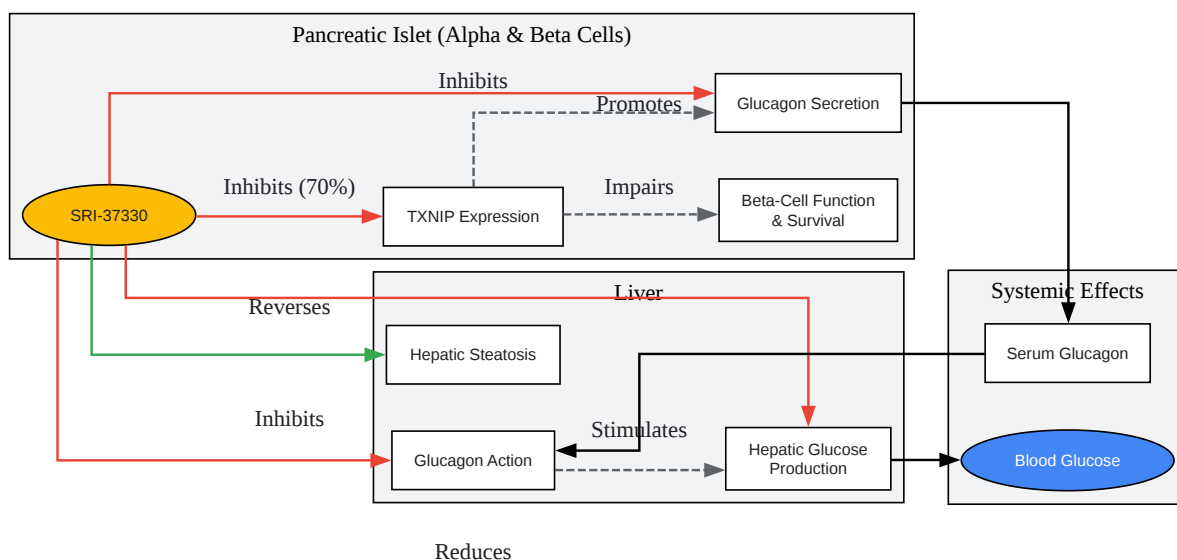 Pancreatic Islet (Alpha & Beta Cells)
Inhibits
Promotes
Glucagon Secretion
Inhibits (70%)
SRI-37330
TXNIP Expression
Impairs
Beta-Cell Function
& Survival
Liver
Systemic Effects
Reverses
Hepatic Steatosis
Serum Glucagon
Inhibits
Stimulates
Glucagon Action
Hepatic Glucose
Production
Blood Glucose
Reduces